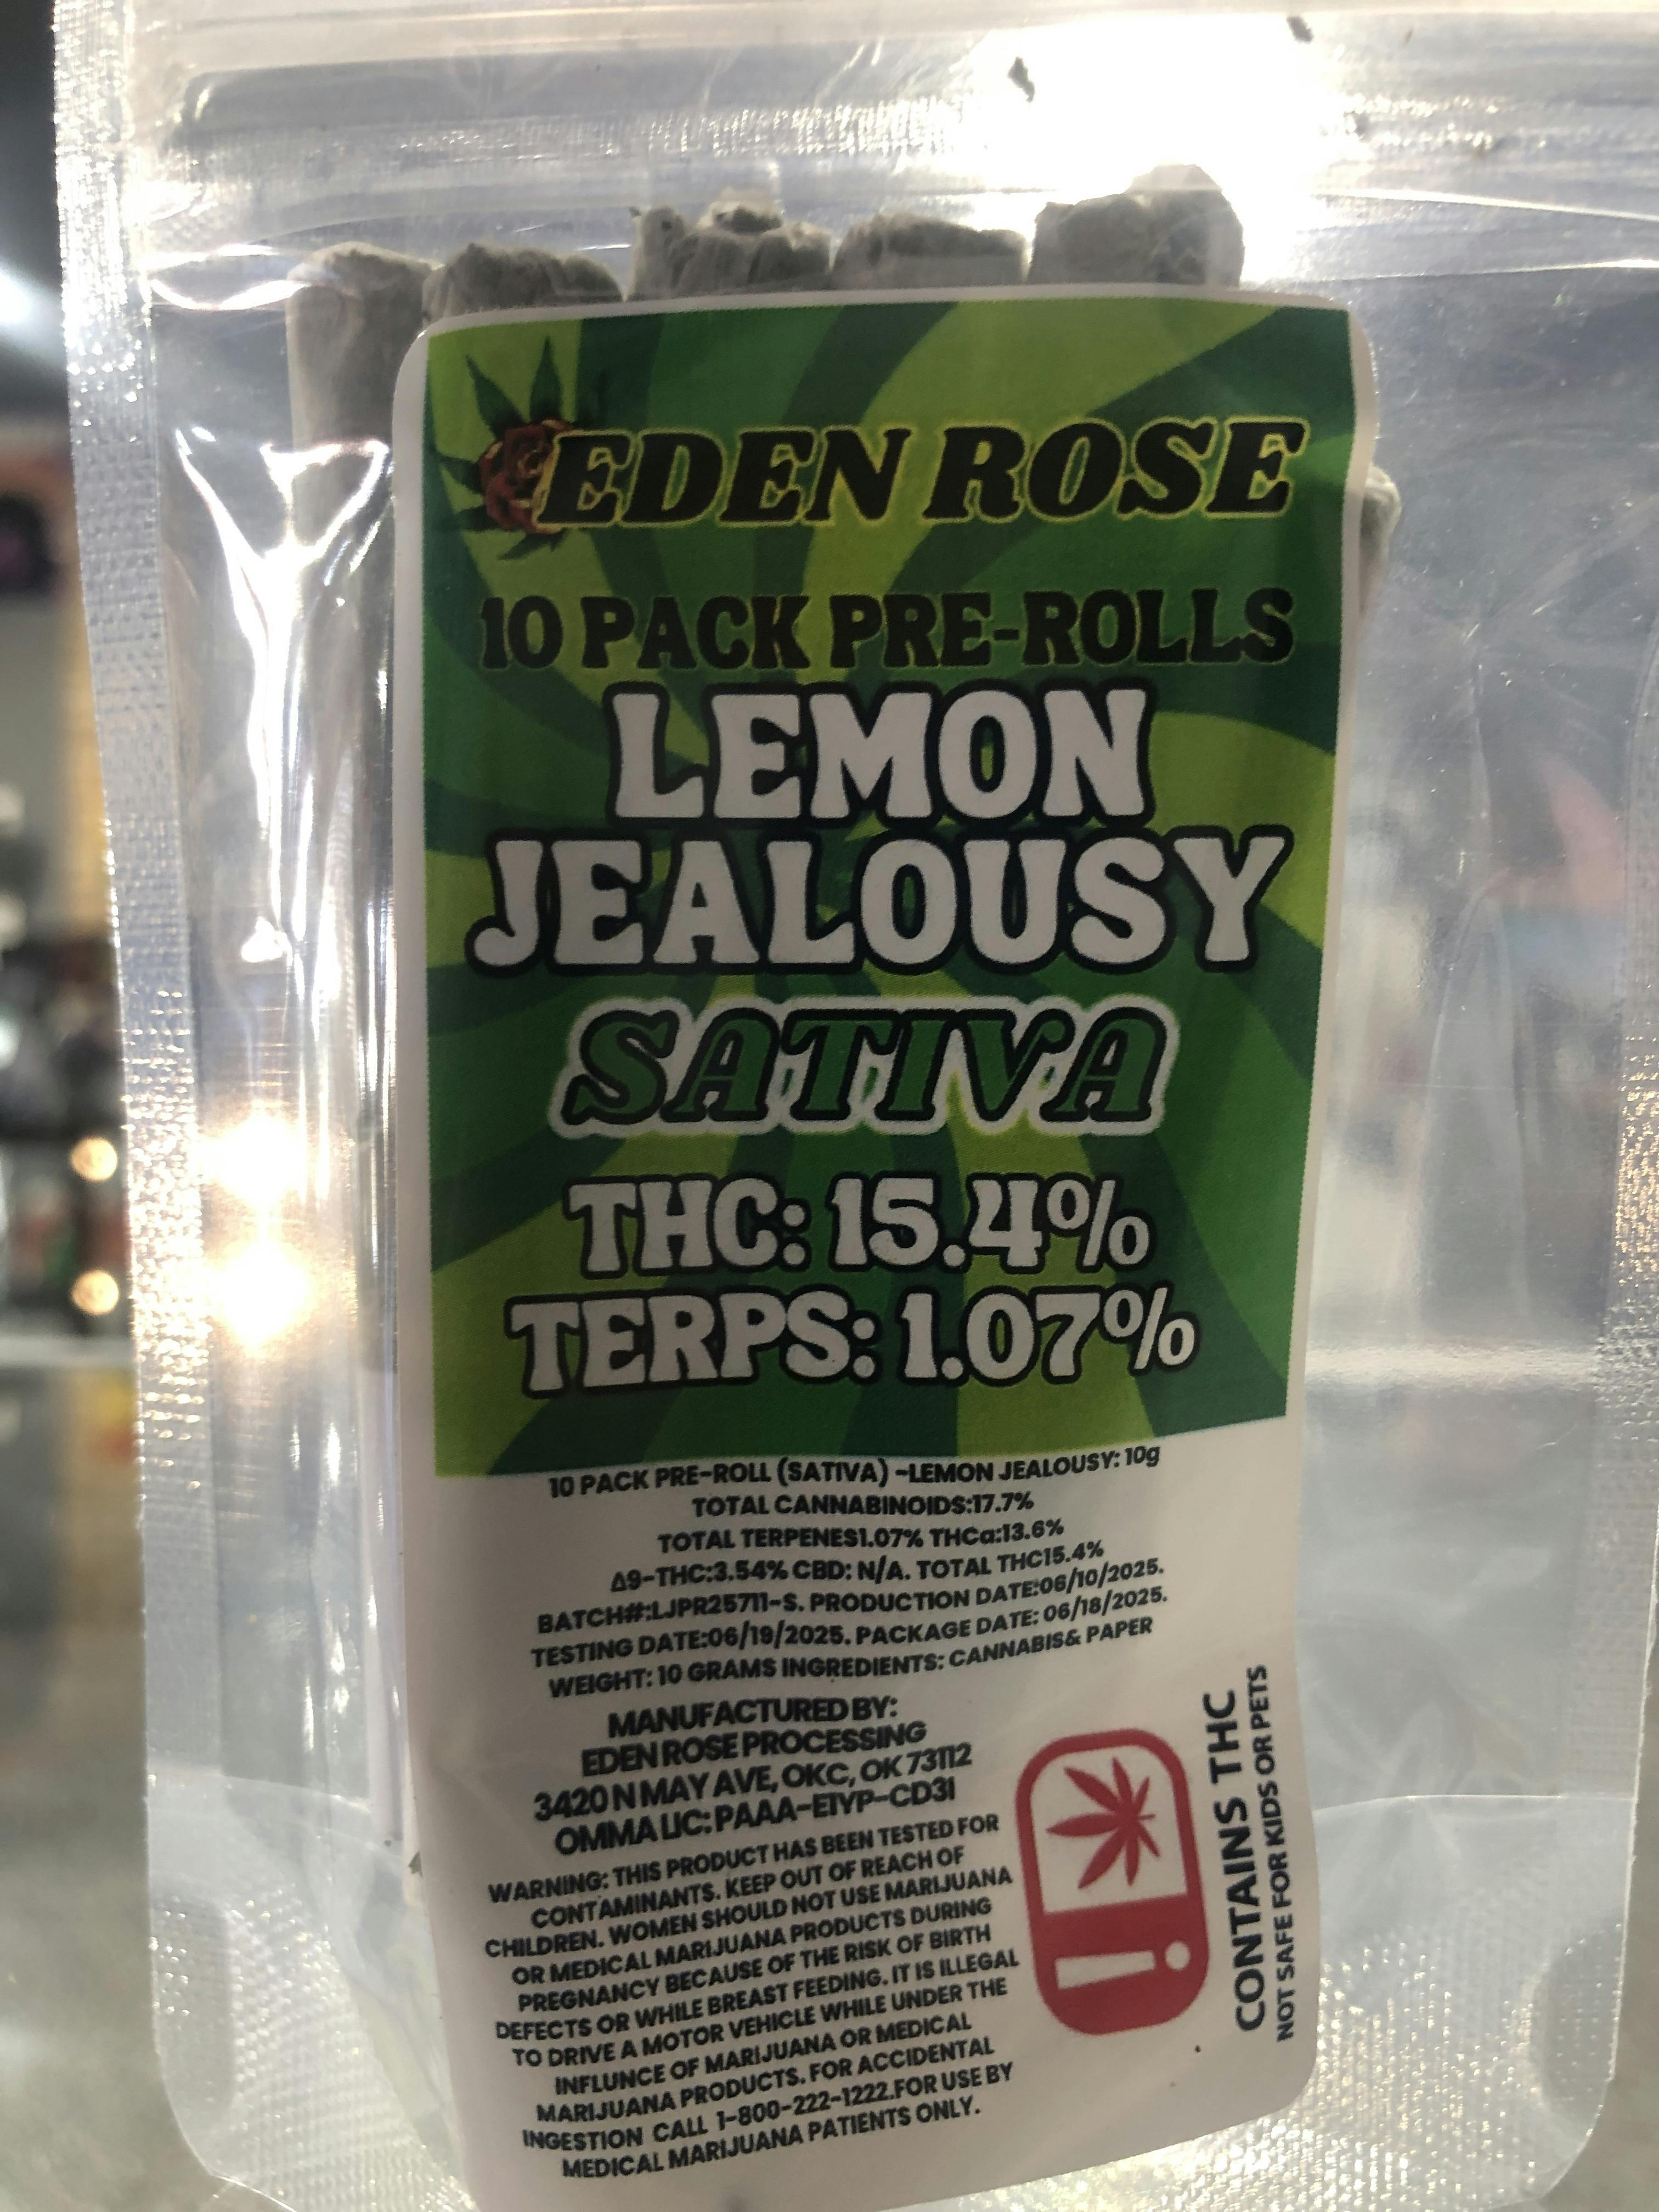 EDEN ROSE
10 PACK PRE-ROLLS
LEMON
JEALOUSY
SATIVA
THC: 15.4%
TERPS: 1.07%
10 PACK PRE-ROLL (SATIVA) -LEMON JEALOUSY: 10g
TOTAL CANNABINOIDS:17.7%
TOTAL TERPENES1.07% THCa:13.6%
Δ9-THC:3.54% CBD: N/A. TOTAL THC15.4%
BATCH#:LJPR25711-S. PRODUCTION DATE:06/10/2025.
TESTING DATE:06/19/2025. PACKAGE DATE: 06/18/2025.
WEIGHT: 10 GRAMS INGREDIENTS: CANNABIS& PAPER
MANUFACTURED BY:
EDEN ROSE PROCESSING
3420 N MAY AVE, OKC, OK 73112
OMMA LIC: PAAA-E1YP-CD3I
WARNING: THIS PRODUCT HAS BEEN TESTED FOR
CONTAMINANTS. KEEP OUT OF REACH OF
CHILDREN. WOMEN SHOULD NOT USE MARIJUANA
OR MEDICAL MARIJUANA PRODUCTS DURING
PREGNANCY BECAUSE OF THE RISK OF BIRTH
DEFECTS OR WHILE BREAST FEEDING. IT IS ILLEGAL
TO DRIVE A MOTOR VEHICLE WHILE UNDER THE
INFLUNCE OF MARIJUANA OR MEDICAL
MARIJUANA PRODUCTS. FOR ACCIDENTAL
INGESTION CALL 1-800-222-1222.FOR USE BY
MEDICAL MARIJUANA PATIENTS ONLY.
CONTAINS THC
NOT SAFE FOR KIDS OR PETS